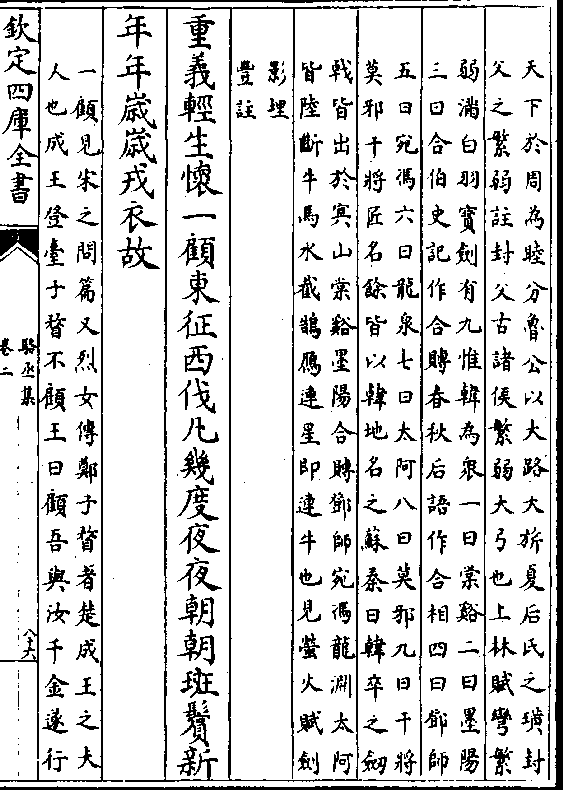 天下於周為睦分魯公以大路大旂夏后氏之璜封
父之繁弱註封父古諸侯繁弱大弓也上林賦彎繁
弱滿白羽寶劍有九惟韓為衆一曰棠谿二曰墨陽
三曰合伯史記作合賻春秋后語作合相四曰鄧師
五曰宛馮六曰龍泉七曰太阿八曰莫邪九曰干將
莫邪干將匠名餘皆以韓地名之蘇秦曰韓卒之劒
戟皆出於冥山棠谿墨陽合賻鄧師宛馮龍淵太阿
皆陸斷牛馬水截鵠鴈連星即連牛也見螢火賦劍
影埋
豐註
重義輕生懷一顧東征西伐凡幾度夜夜朝朝斑鬢新
年年嵗嵗戎衣故
一顧見宋之問篇又烈女傳鄭子瞀者楚成王之大
人也成王登臺子瞀不顧王曰顧吾與汝千金遂行
欽定四庫全書
駱丞集
卷二